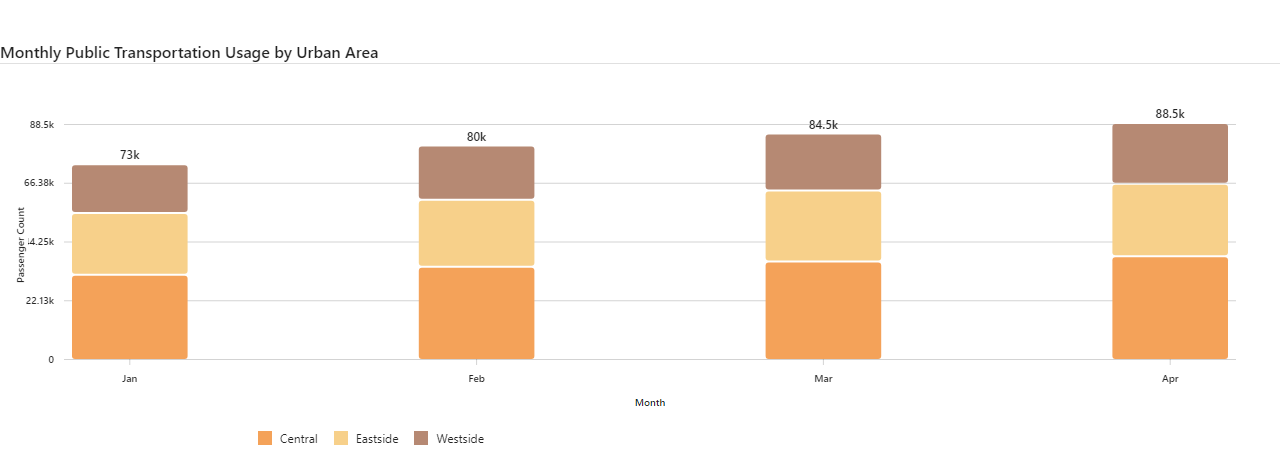 Monthly Public Transportation Usage by Urban Area
88.5k
66.38k
22.13k
0
Passenger Count
73k
80k
84.5k
88.5k
Jan
Feb
Mar
Apr
Month
Central
Eastside
Westside